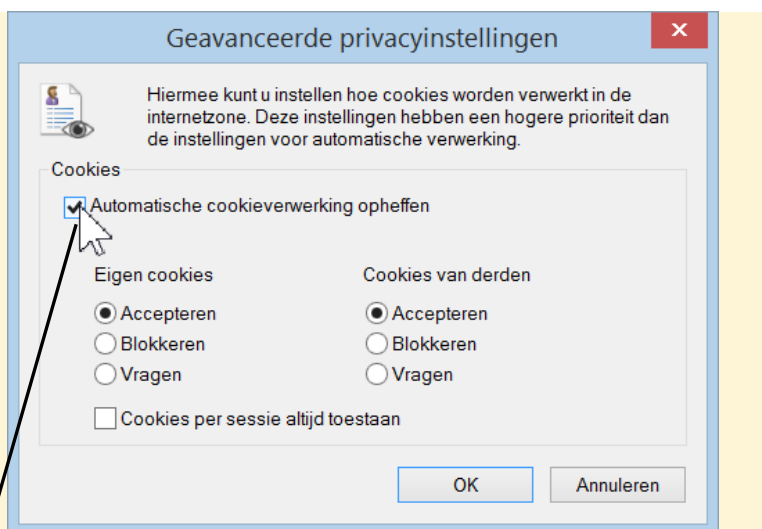 Geavanceerde privacyinstellingen
Hiermee kunt u instellen hoe cookies worden verwerkt in de
internetzone. Deze instellingen hebben een hogere prioriteit dan
de instellingen voor automatische verwerking.
Cookies
Automatische cookieverwerking opheffen
Eigen cookies
Cookies van derden
Accepteren
Accepteren
Blokkeren
Blokkeren
Vragen
Vragen
Cookies per sessie altijd toestaan
OK
Annuleren